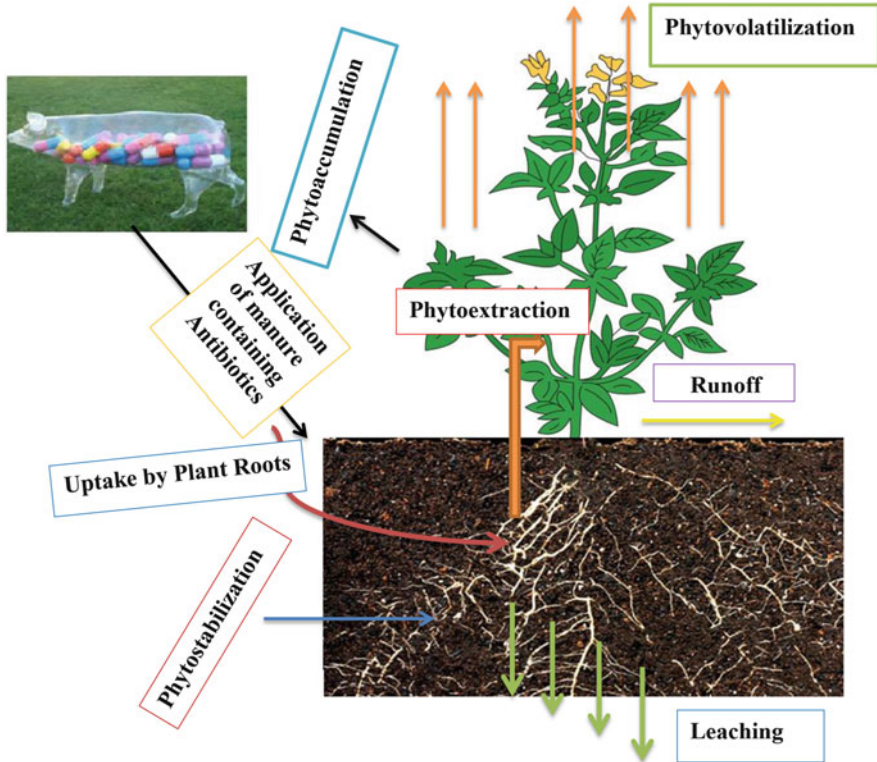 Phytovolatilization
Phytoaccumulation
Application
of manure
containing
Antibiotics
Phytoextraction
Runoff
Uptake by Plant Roots
Phytostabilization
Leaching